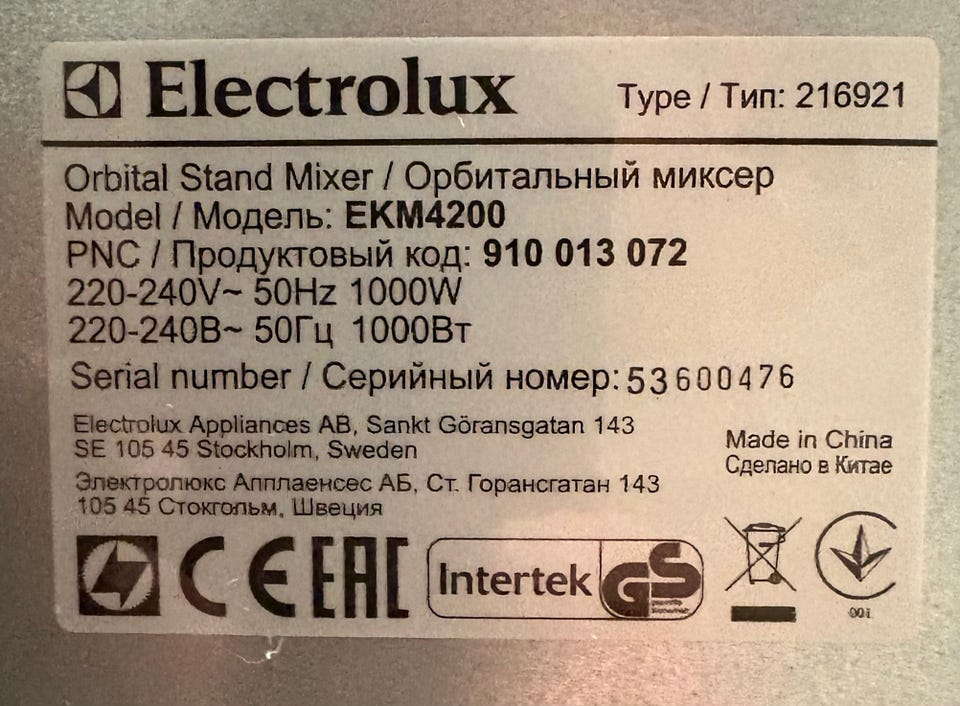 Electrolux Type / Тип: 216921
Orbital Stand Mixer / Орбитальный миксер
Model / Модель: EKM4200
PNC / Продуктовый код: 910 013 072
220-240V~ 50Hz 1000W
220-240В~ 50Гц 1000Вт
Serial number / Серийный номер: 53600476
Electrolux Appliances AB, Sankt Göransgatan 143
SE 105 45 Stockholm, Sweden
Электролюкс Апплаенсес АБ, Ст. Горансгатан 143
105 45 Стокгольм, Швеция
Made in China
Сделано в Китае
CE EAC Intertek GS
001